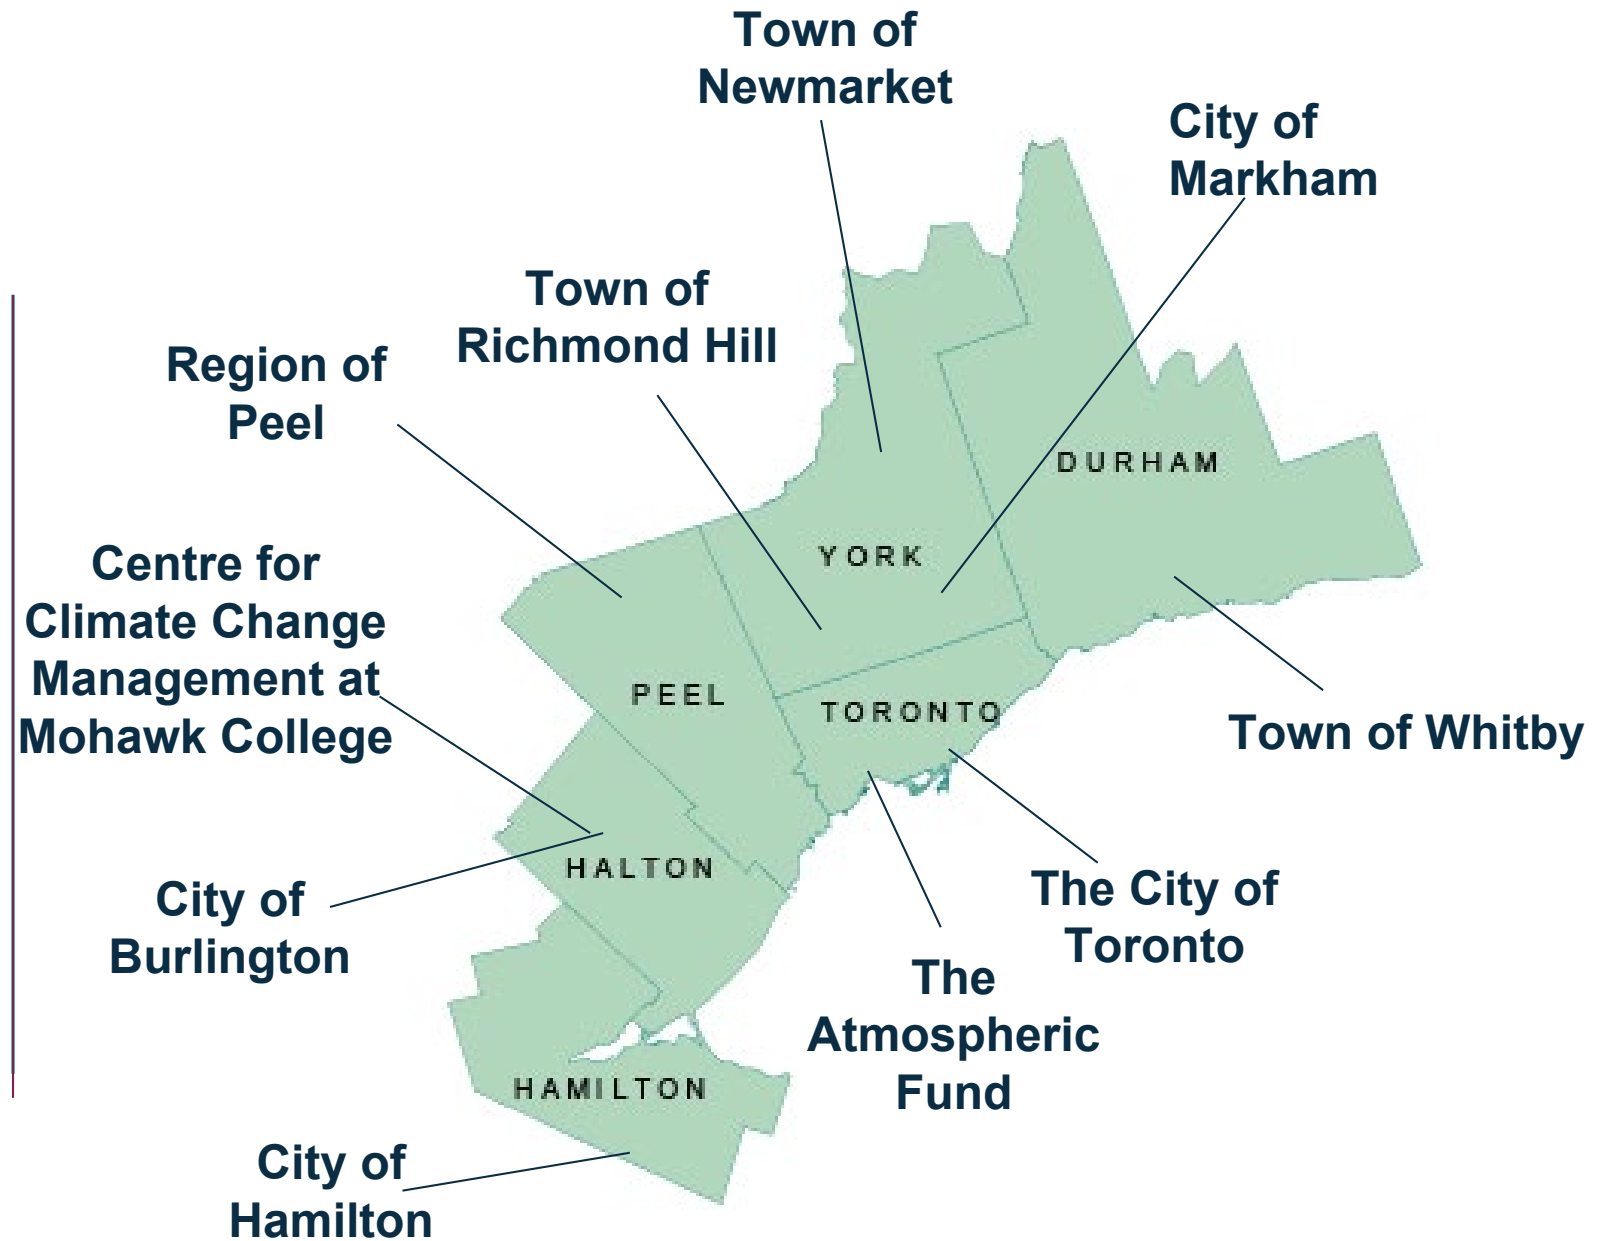 Town of
Newmarket
City of
Markham
Town of
Richmond Hill
Region of
Peel
DURHAM
YORK
Centre for
Climate Change
Management at
Mohawk College
PEEL
TORONTO
Town of Whitby
HALTON
City of
Burlington
The City of
Toronto
The
Atmospheric
Fund
HAMILTON
City of
Hamilton